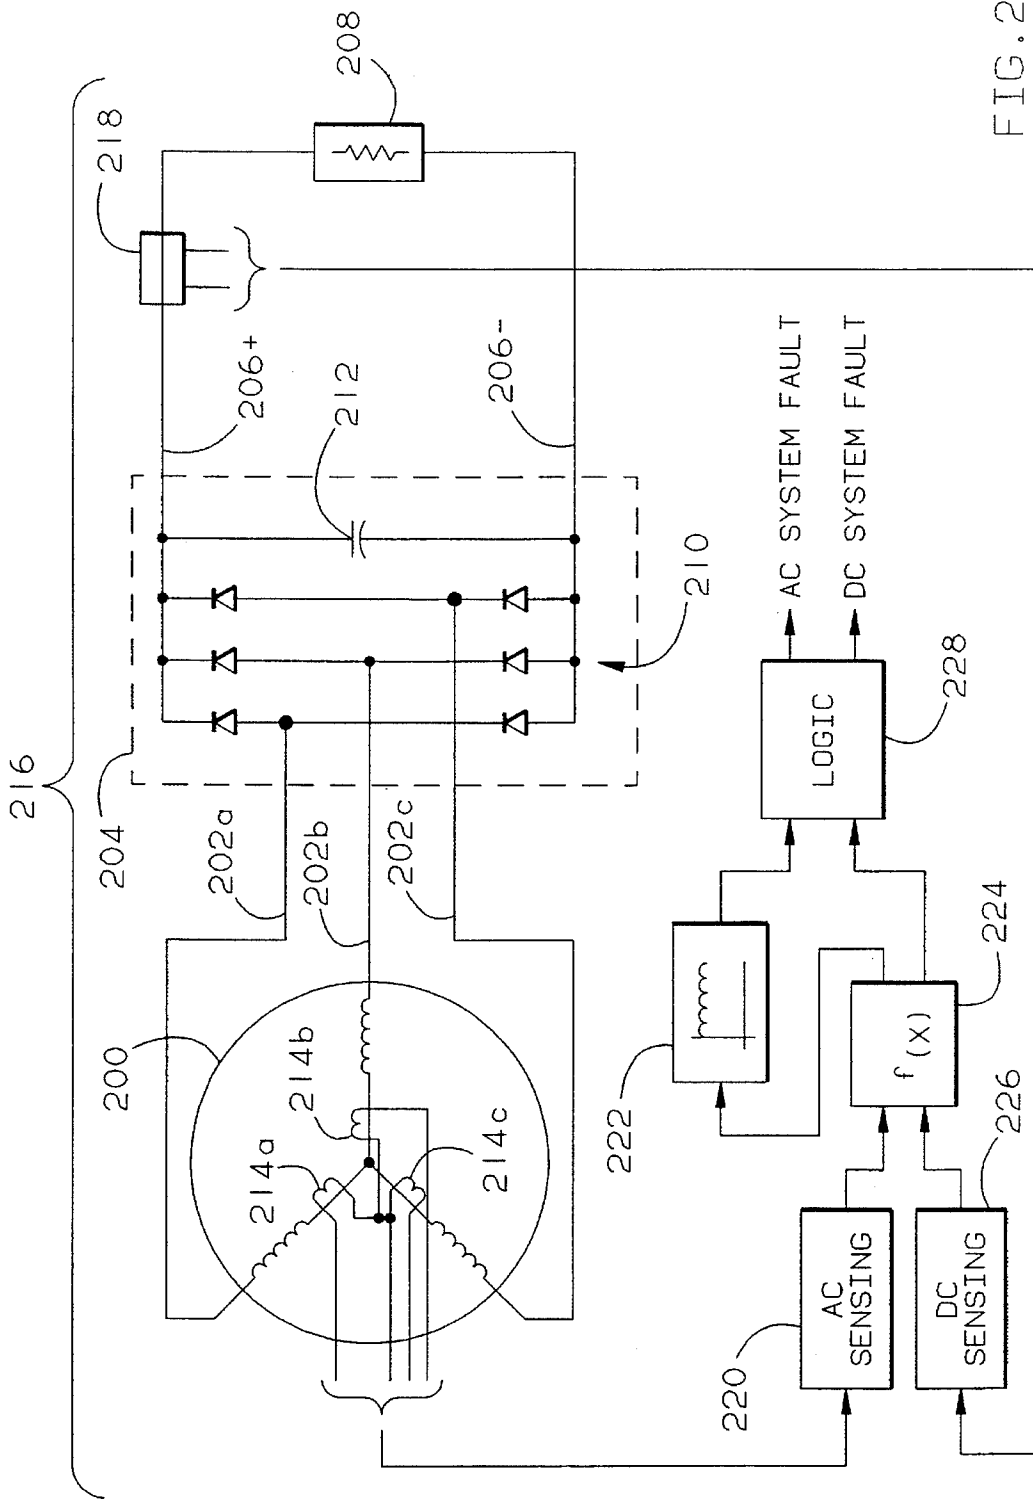 216
218
208
204
206+
202a
212
200
202b
206-
214b
214a
202c
214c
210
222
AC SYSTEM FAULT
DC SYSTEM FAULT
LOGIC
228
f(X)
224
220
AC
SENSING
DC
SENSING
226
FIG.2